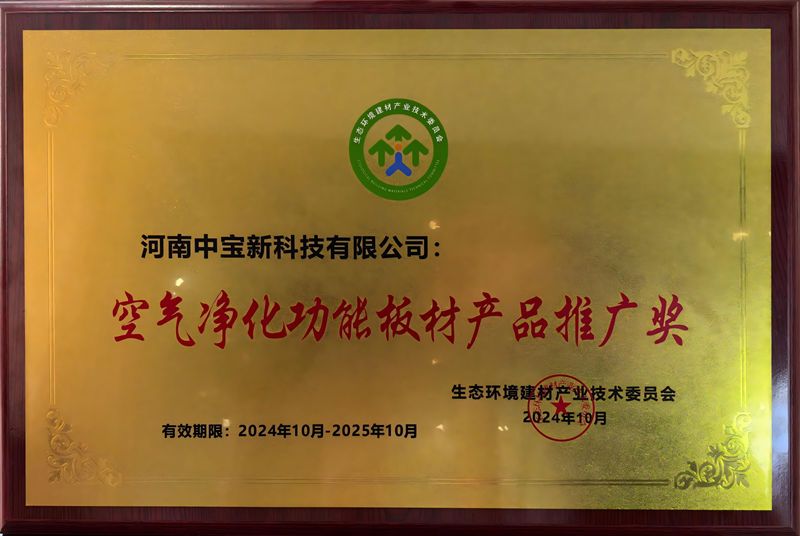 生态环境建材产业技术委员会
河南中宝新科技有限公司：
空气净化功能板材产品推广奖
生态环境建材产业技术委员会
2024年10月
有效期限：2024年10月-2025年10月